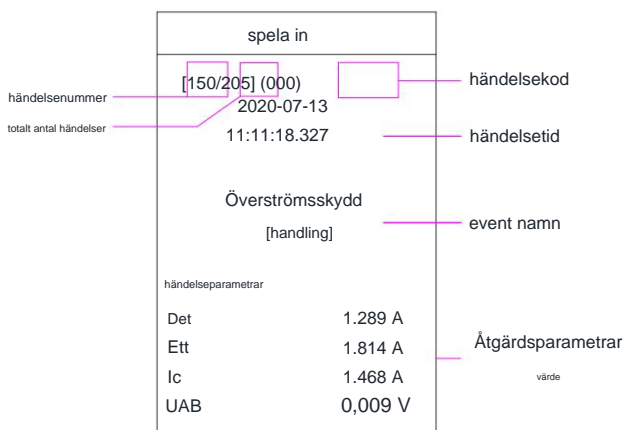 spela in
[150/205] (000)
händelsekod
händelsenummer
2020-07-13
totalt antal händelser
11:11:18.327
händelsetid
Överströmsskydd
[handling]
event namn
händelseparametrar
Det 1.289 A
Ett 1.814 A
Åtgärdsparametrar
Ic 1.468 A
värde
UAB 0,009 V